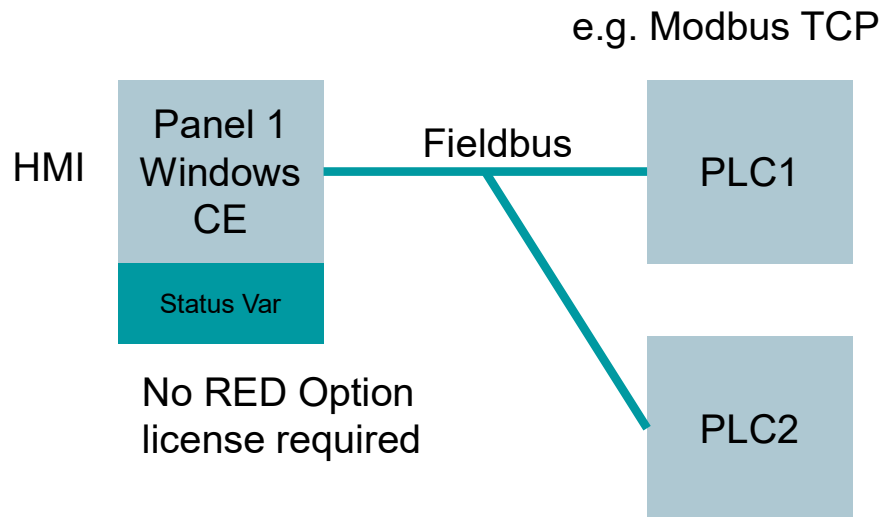 e.g. Modbus TCP
HMI
Panel 1
Windows
CE
Status Var
Fieldbus
PLC1
No RED Option
license required
PLC2